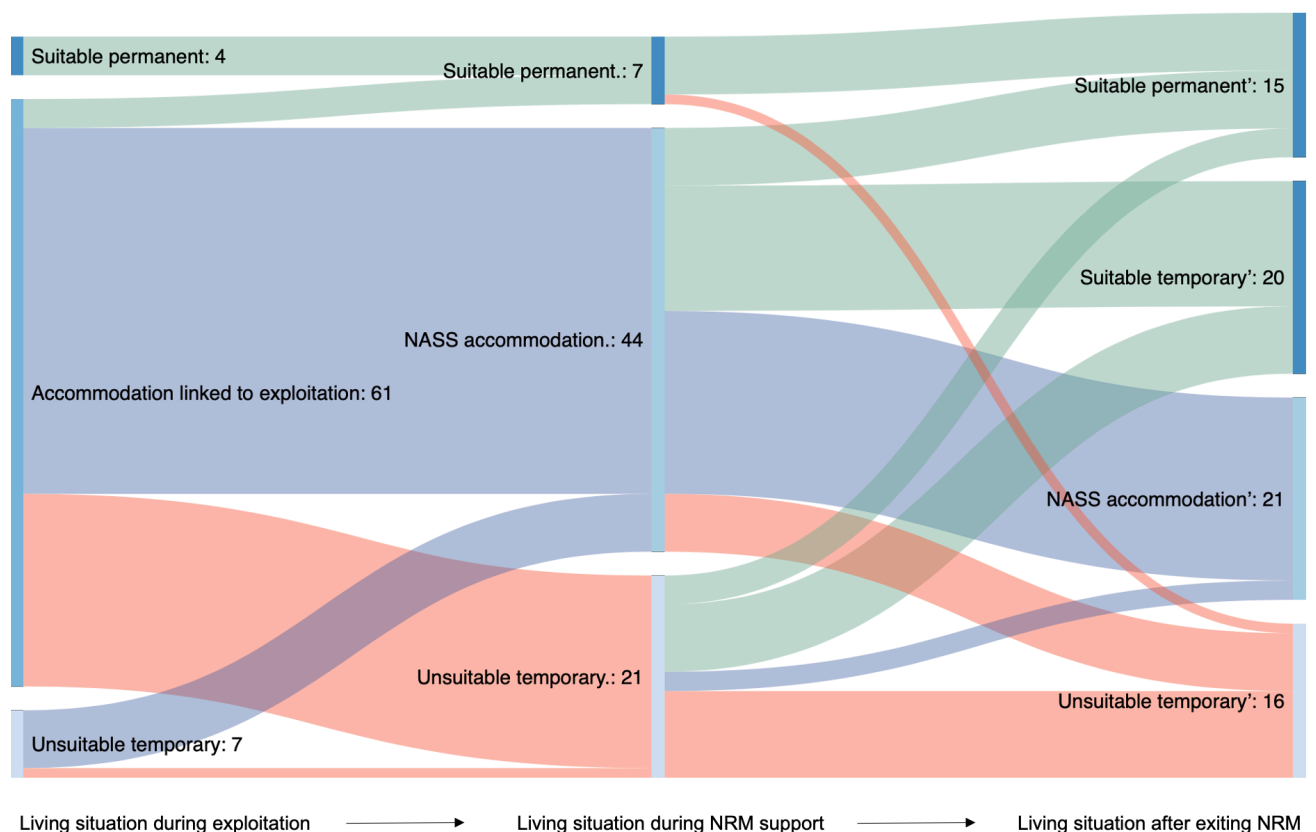 Suitable permanent: 4
Suitable permanent.: 7
Suitable permanent’: 15
Suitable temporary’: 20
NASS accommodation.: 44
Accommodation linked to exploitation: 61
NASS accommodation’: 21
Unsuitable temporary.: 21
Unsuitable temporary’: 16
Unsuitable temporary: 7
Living situation during exploitation
Living situation during NRM support
Living situation after exiting NRM